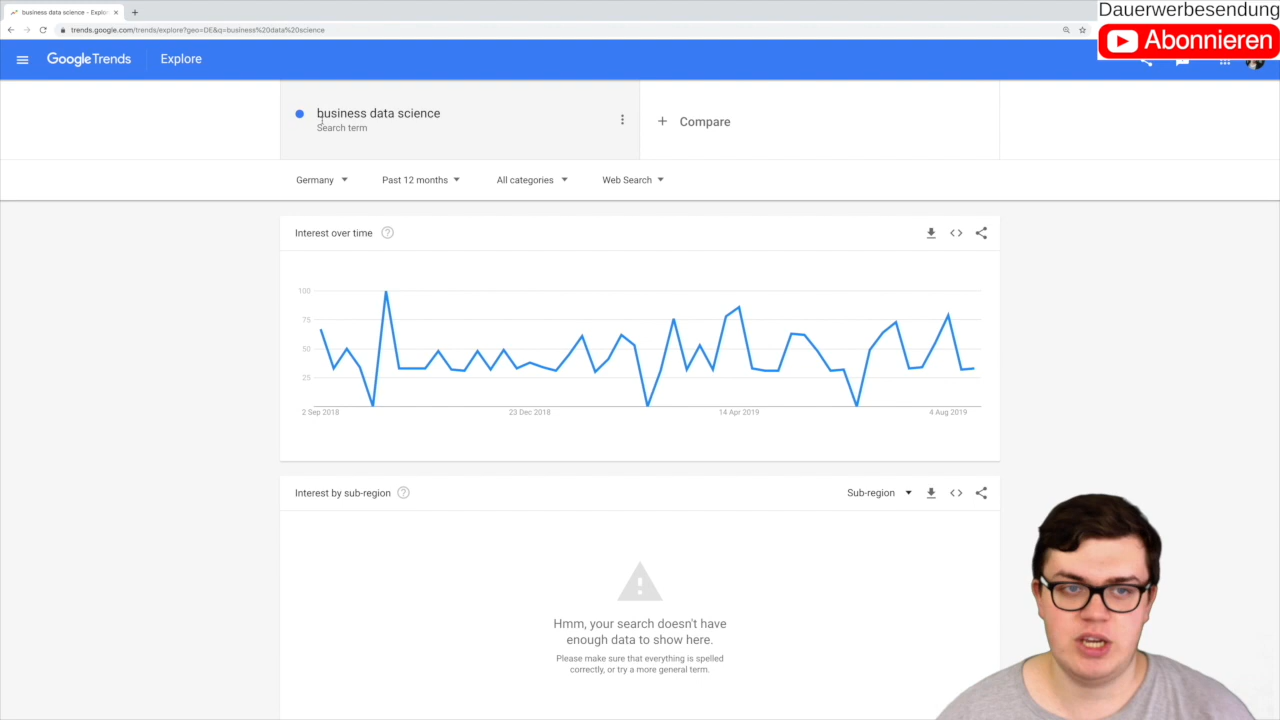 business data science - Explor
trends.google.com/trends/explore?geo=DE&q=business%20data%20science
Dauerwerbesendung
Abonnieren
Google Trends
Explore
business data science
Search term
+ Compare
Germany
Past 12 months
All categories
Web Search
Interest over time
100
75
50
25
2 Sep 2018
23 Dec 2018
14 Apr 2019
4 Aug 2019
Interest by sub-region
Sub-region
Hmm, your search doesn't have
enough data to show here.
Please make sure that everything is spelled
correctly, or try a more general term.